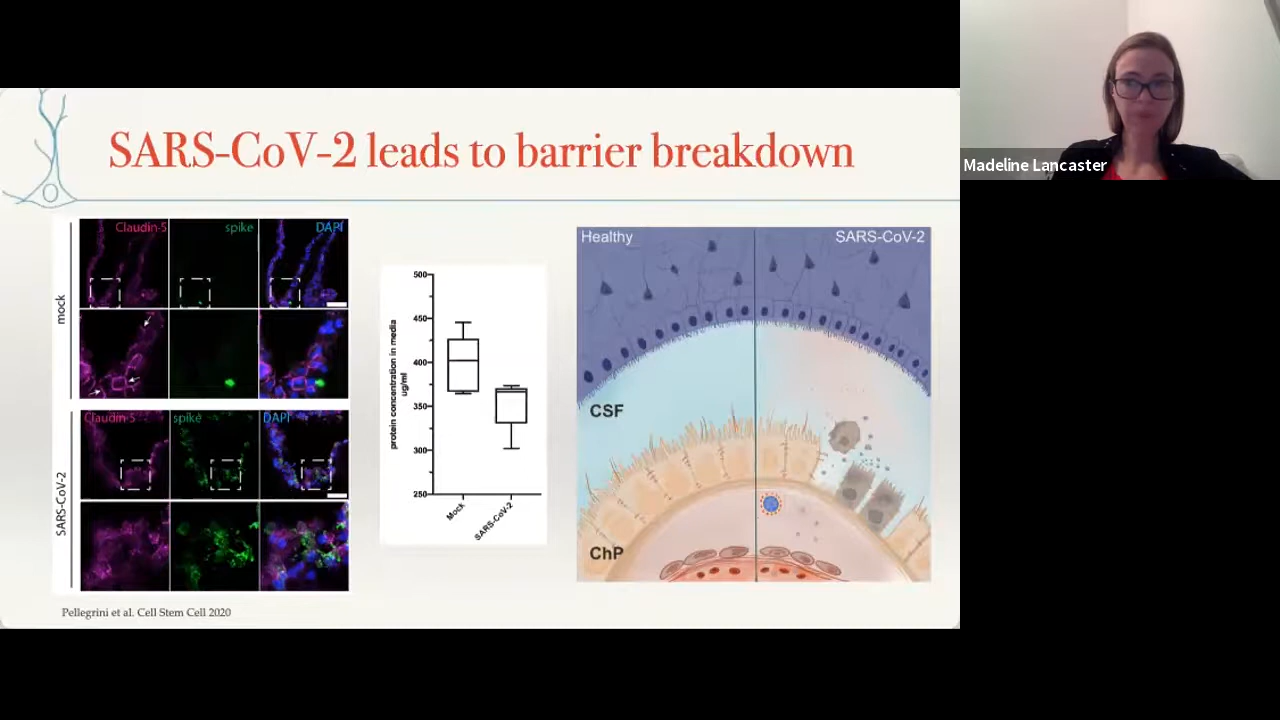 SARS-CoV-2 leads to barrier breakdown
Madeline Lancaster
mock
Claudin-5 spike DAPI
SARS-CoV-2
Claudin-5 spike DAPI
protein concentration in media
ug/ml
500
450
400
350
300
250
Mock
SARS-CoV-2
Healthy SARS-CoV-2
CSF
ChP
Pellegrini et al. Cell Stem Cell 2020